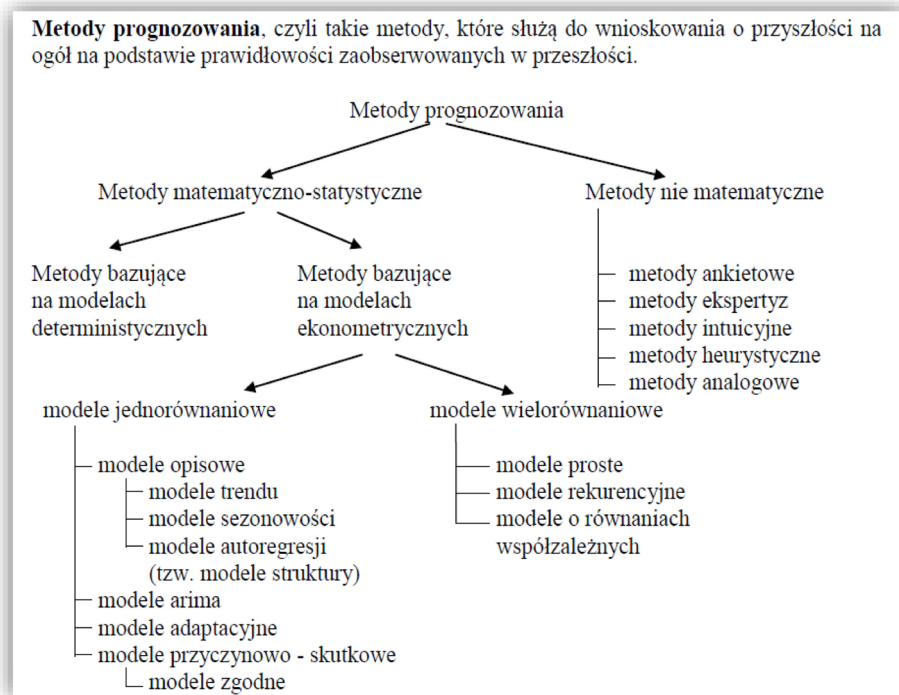 Metody prognozowania, czyli takie metody, które służą do wnioskowania o przyszłości na
ogół na podstawie prawidłowości zaobserwowanych w przeszłości.
Metody prognozowania
Metody matematyczno-statystyczne
Metody nie matematyczne
Metody bazujące
na modelach
deterministycznych
Metody bazujące
na modelach
ekonometrycznych
metody ankietowe
metody ekspertyz
metody intuicyjne
metody heurystyczne
metody analogowe
modele jednorównaniowe
modele opisowe
modele trendu
modele sezonowości
modele autoregresji
(tzw. modele struktury)
modele arima
modele adaptacyjne
modele przyczynowo - skutkowe
modele zgodne
modele wielorównaniowe
modele proste
modele rekurencyjne
modele o równaniach
współzależnych